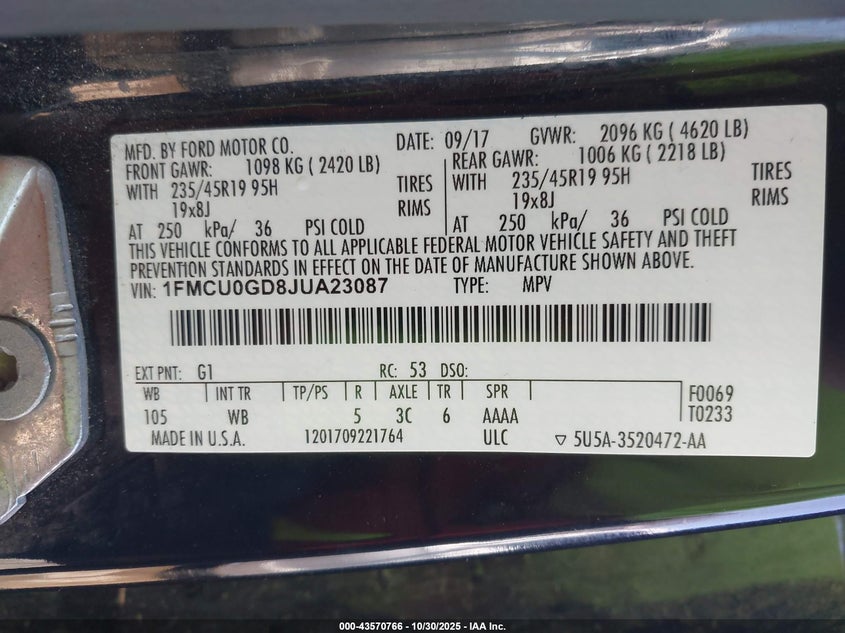 MFD. BY FORD MOTOR CO. DATE: 09/17 GVWR: 2096 KG ( 4620 LB)
FRONT GAWR: 1098 KG ( 2420 LB) REAR GAWR: 1006 KG ( 2218 LB)
WITH 235/45R19 95H TIRES WITH 235/45R19 95H TIRES
19x8J RIMS 19x8J RIMS
AT 250 kPa/ 36 PSI COLD AT 250 kPa/ 36 PSI COLD
THIS VEHICLE CONFORMS TO ALL APPLICABLE FEDERAL MOTOR VEHICLE SAFETY AND THEFT
PREVENTION STANDARDS IN EFFECT ON THE DATE OF MANUFACTURE SHOWN ABOVE.
VIN: 1FMCU0GD8JUA23087 TYPE: MPV
EXT PNT: G1 RC: 53 DSO:
WB INT TR TP/PS R AXLE TR SPR F0069
105 WB 5 3C 6 AAAA T0233
MADE IN U.S.A. 1201709221764 ULC ▽ 5U5A-3520472-AA
000-43570766 - 10/30/2025 - IAA Inc.